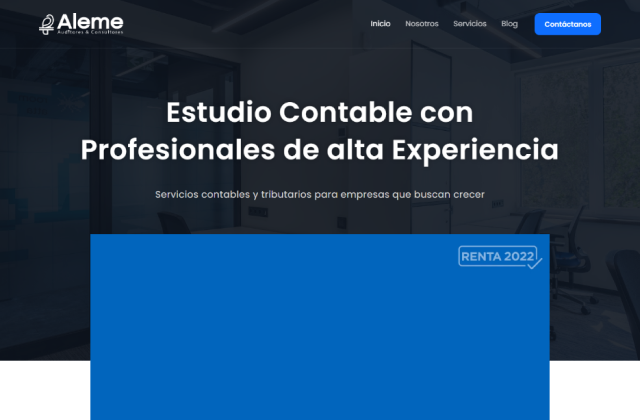 Aleme
Auditores & Consultores
Inicio
Nosotros
Servicios
Blog
Contáctanos
Estudio Contable con
Profesionales de alta Experiencia
Servicios contables y tributarios para empresas que buscan crecer
RENTA 2022